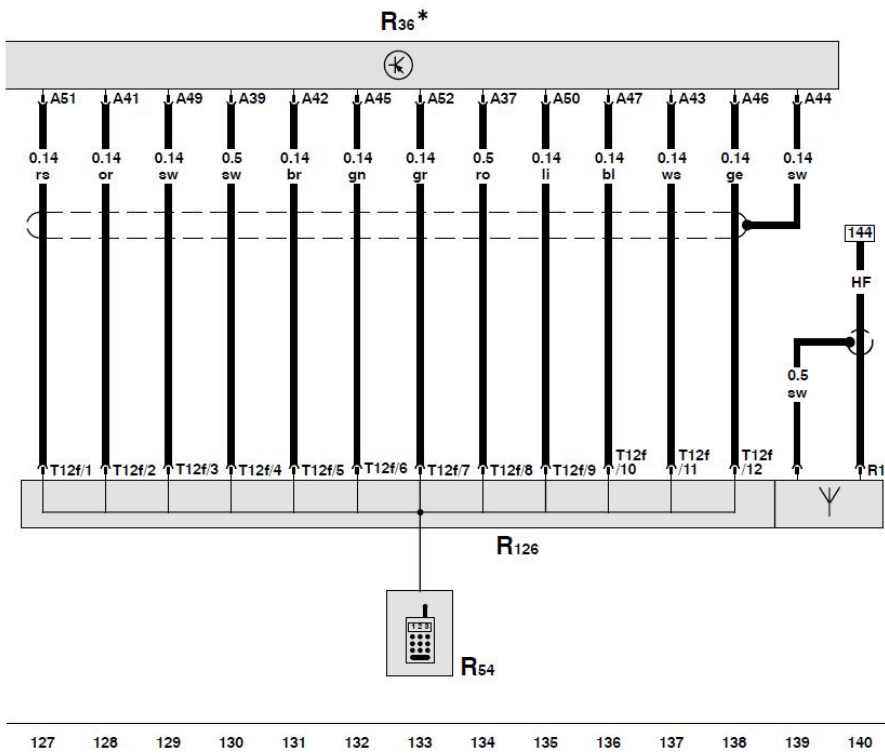 R36*
A51 A41 A49 A39 A42 A45 A52 A37 A50 A47 A43 A46 A44
0.14 0.14 0.14 0.5 0.14 0.14 0.14 0.5 0.14 0.14 0.14 0.14 0.14
rs or sw sw br gn gr ro li bl ws ge sw
144
HF
0.5
sw
T12f/1 T12f/2 T12f/3 T12f/4 T12f/5 T12f/6 T12f/7 T12f/8 T12f/9 T12f/10 T12f/11 T12f/12 R1
R126
123
R54
127 128 129 130 131 132 133 134 135 136 137 138 139 140